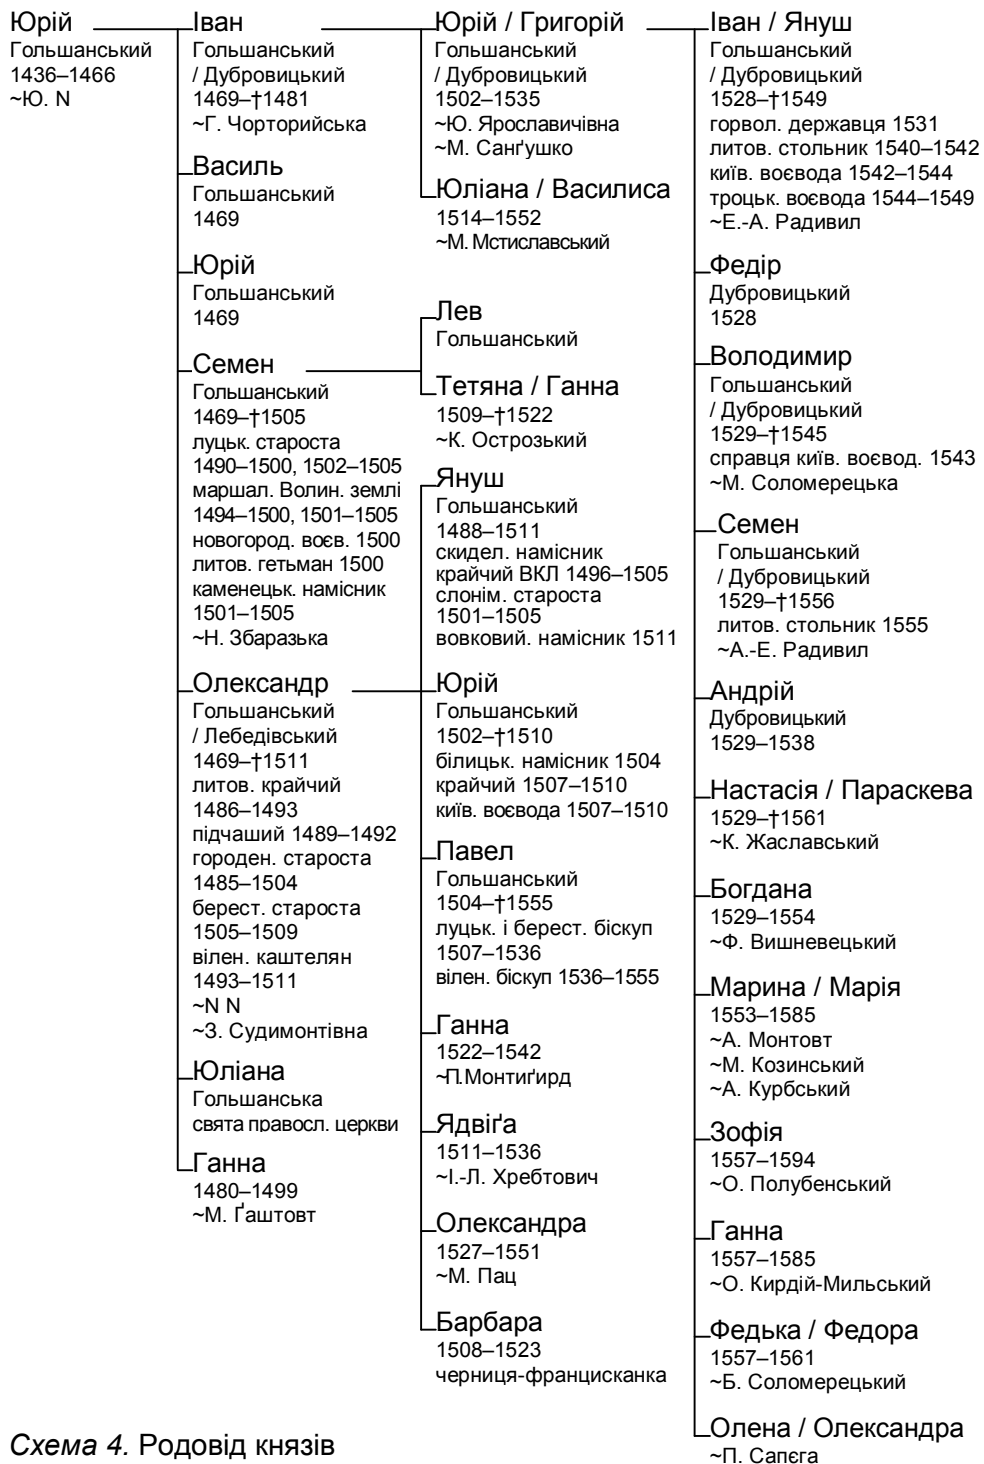 Юрій
Гольшанський
1436–1466
~Ю. N
Іван
Гольшанський
/ Дубровицький
1469–†1481
~Г. Чорторийська
Василь
Гольшанський
1469
Юрій
Гольшанський
1469
Семен
Гольшанський
1469–†1505
луцьк. староста
1490–1500, 1502–1505
маршал. Волин. землі
1494–1500, 1501–1505
новогород. воєв. 1500
литов. гетьман 1500
каменецьк. намісник
1501–1505
~Н. Збаразька
Олександр
Гольшанський
/ Лебедівський
1469–†1511
литов. крайчий
1486–1493
підчаший 1489–1492
городен. староста
1485–1504
берест. староста
1505–1509
вілен. каштелян
1493–1511
~N N
~З. Судимонтівна
Юліана
Гольшанська
свята правосл. церкви
Ганна
1480–1499
~М. Ґаштовт
Юрій / Григорій
Гольшанський
/ Дубровицький
1502–1535
~Ю. Ярославичівна
~М. Санґушко
Юліана / Василиса
1514–1552
~М. Мстиславський
Лев
Гольшанський
Тетяна / Ганна
1509–†1522
~К. Острозький
Януш
Гольшанський
1488–1511
скидел. намісник
крайчий ВКЛ 1496–1505
слонім. староста
1501–1505
вовковий. намісник 1511
Юрій
Гольшанський
1502–†1510
білицьк. намісник 1504
крайчий 1507–1510
київ. воєвода 1507–1510
Павел
Гольшанський
1504–†1555
луцьк. і берест. біскуп
1507–1536
вілен. біскуп 1536–1555
Ганна
1522–1542
~П.Монтиґирд
Ядвіґа
1511–1536
~І.-Л. Хребтович
Олександра
1527–1551
~М. Пац
Барбара
1508–1523
черниця-францисканка
Іван / Януш
Гольшанський
/ Дубровицький
1528–†1549
горвол. державця 1531
литов. стольник 1540–1542
київ. воєвода 1542–1544
троцьк. воєвода 1544–1549
~Е.-А. Радивил
Федір
Дубровицький
1528
Володимир
Гольшанський
/ Дубровицький
1529–†1545
справця київ. воєвод. 1543
~М. Соломерецька
Семен
Гольшанський
/ Дубровицький
1529–†1556
литов. стольник 1555
~А.-Е. Радивил
Андрій
Дубровицький
1529–1538
Настасія / Параскева
1529–†1561
~К. Жаславський
Богдана
1529–1554
~Ф. Вишневецький
Марина / Марія
1553–1585
~А. Монтовт
~М. Козинський
~А. Курбський
Зофія
1557–1594
~О. Полубенський
Ганна
1557–1585
~О. Кирдій-Мильський
Федька / Федора
1557–1561
~Б. Соломерецький
Олена / Олександра
~П. Сапєга
Схема 4. Родовід князів